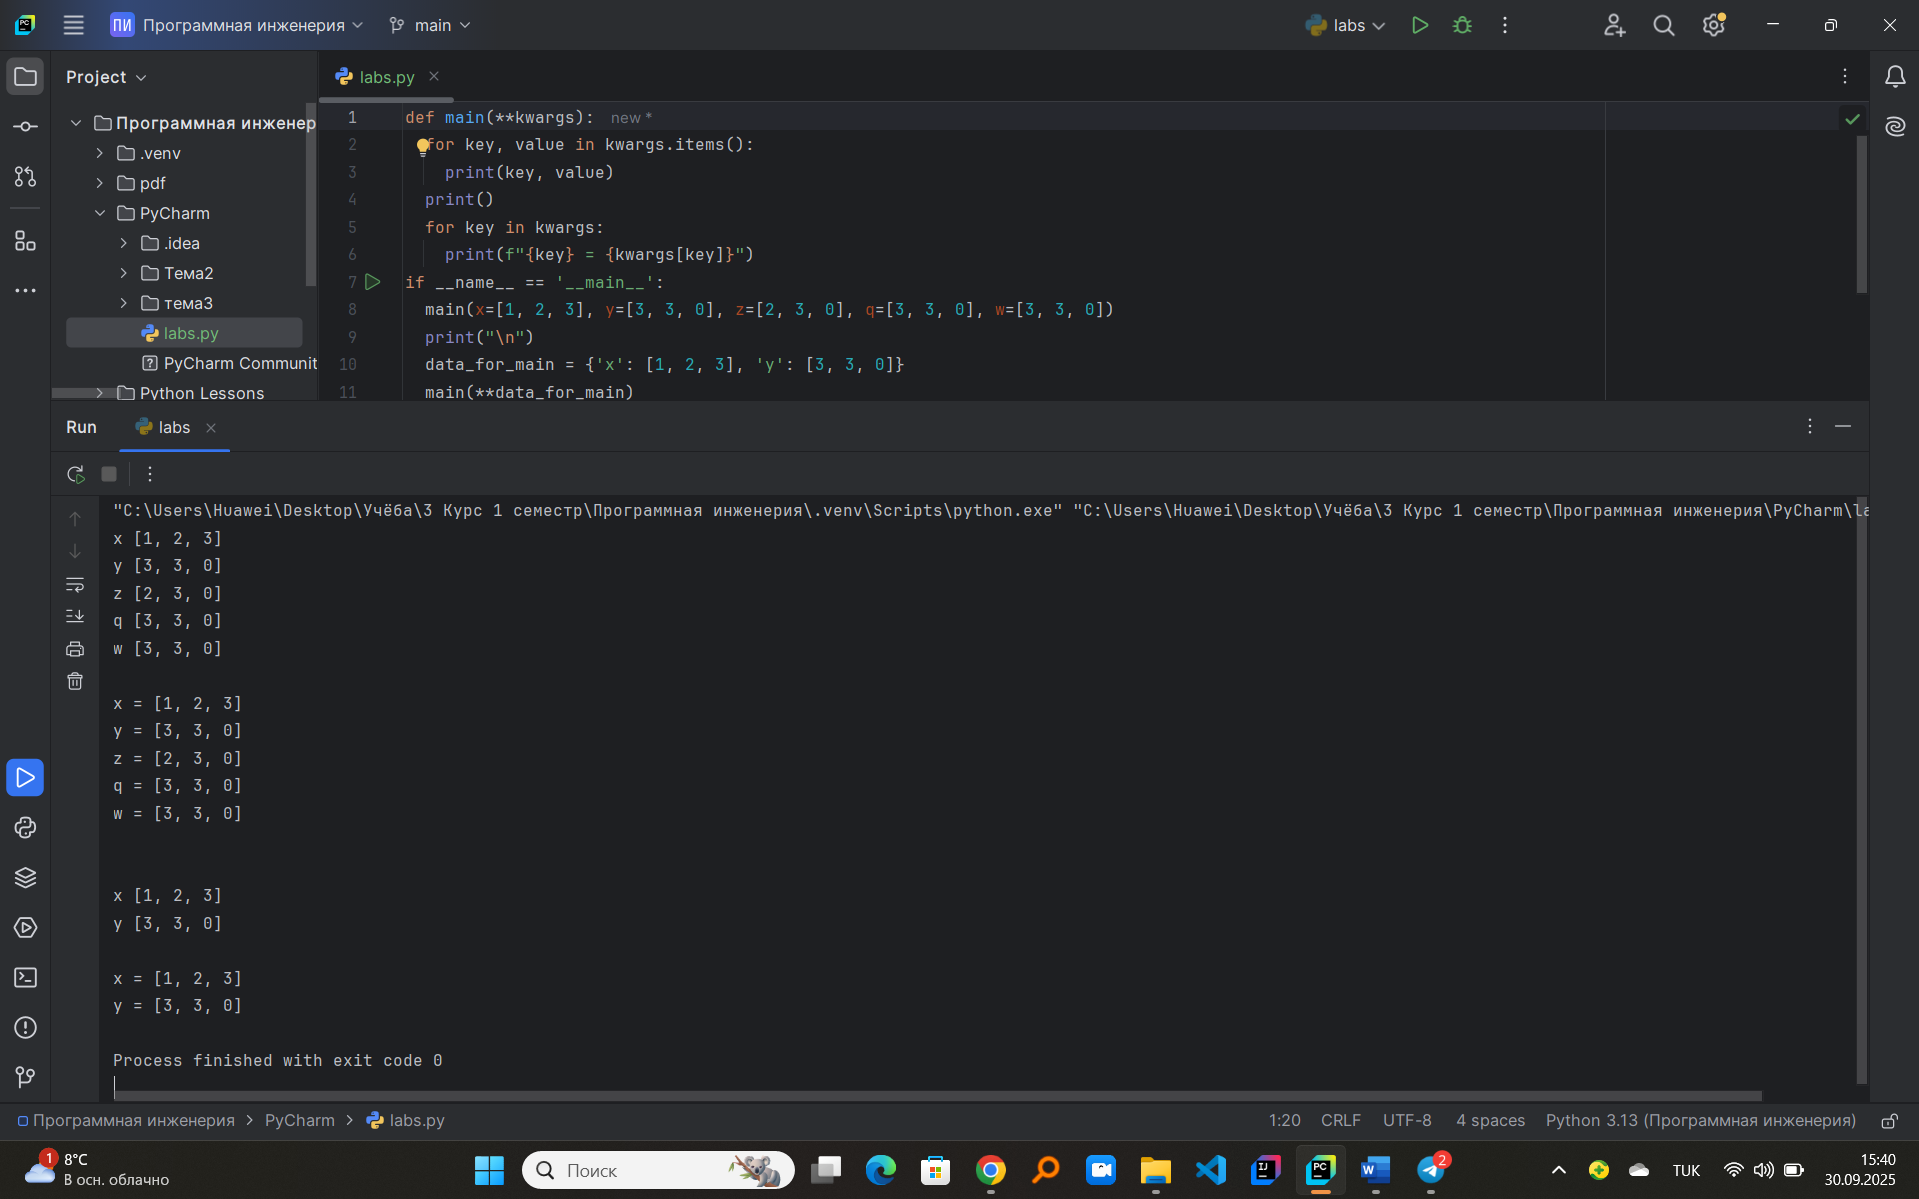 ПИ Программная инженерия main labs
Project
labs.py
Программная инженер
.venv
pdf
PyCharm
.idea
Тема2
тема3
labs.py
PyCharm Communit
Python Lessons
1 def main(**kwargs): new *
2 for key, value in kwargs.items():
3 print(key, value)
4 print()
5 for key in kwargs:
6 print(f"{key} = {kwargs[key]}")
7 if __name__ == '__main__':
8 main(x=[1, 2, 3], y=[3, 3, 0], z=[2, 3, 0], q=[3, 3, 0], w=[3, 3, 0])
9 print("\n")
10 data_for_main = {'x': [1, 2, 3], 'y': [3, 3, 0]}
11 main(**data_for_main)
Run labs
"C:\Users\Huawei\Desktop\Учёба\3 Курс 1 семестр\Программная инженерия\.venv\Scripts\python.exe" "C:\Users\Huawei\Desktop\Учёба\3 Курс 1 семестр\Программная инженерия\PyCharm\la
x [1, 2, 3]
y [3, 3, 0]
z [2, 3, 0]
q [3, 3, 0]
w [3, 3, 0]
x = [1, 2, 3]
y = [3, 3, 0]
z = [2, 3, 0]
q = [3, 3, 0]
w = [3, 3, 0]
x [1, 2, 3]
y [3, 3, 0]
x = [1, 2, 3]
y = [3, 3, 0]
Process finished with exit code 0
Программная инженерия > PyCharm > labs.py 1:20 CRLF UTF-8 4 spaces Python 3.13 (Программная инженерия)
1 8°C
В осн. облачно
Поиск
2
TUK
15:40
30.09.2025